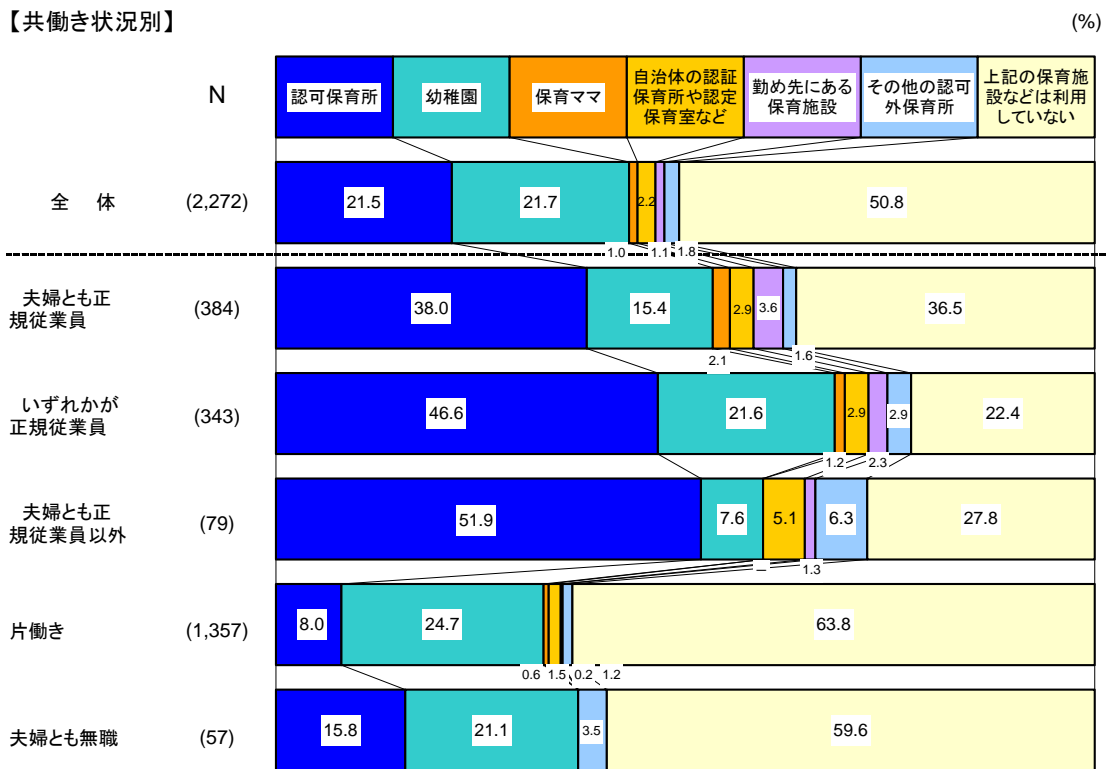 【共働き状況別】
(%)
N
認可保育所
幼稚園
保育ママ
自治体の認証
保育所や認定
保育室など
勤め先にある
保育施設
その他の認可
外保育所
上記の保育施
設などは利用
していない
全 体
(2,272)
21.5
21.7
1.0
2.2
1.1
1.8
50.8
夫婦とも正
規従業員
(384)
38.0
15.4
2.1
2.9
3.6
1.6
36.5
いずれかが
正規従業員
(343)
46.6
21.6
1.2
2.9
2.3
2.9
22.4
夫婦とも正
規従業員以外
(79)
51.9
7.6
－
5.1
1.3
6.3
27.8
片働き
(1,357)
8.0
24.7
0.6
1.5
0.2
1.2
63.8
夫婦とも無職
(57)
15.8
21.1
3.5
59.6